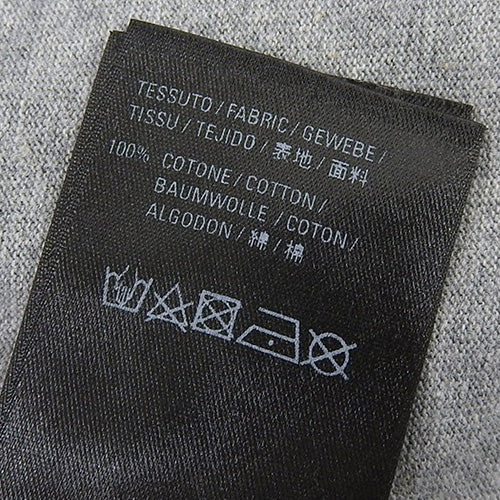 TESSUTO / FABRIC / GEWEBE /
TISSU / TEJIDO / 表地 / 面料
100% COTONE / COTTON /
BAUMWOLLE / COTON /
ALGODON / 綿 / 棉